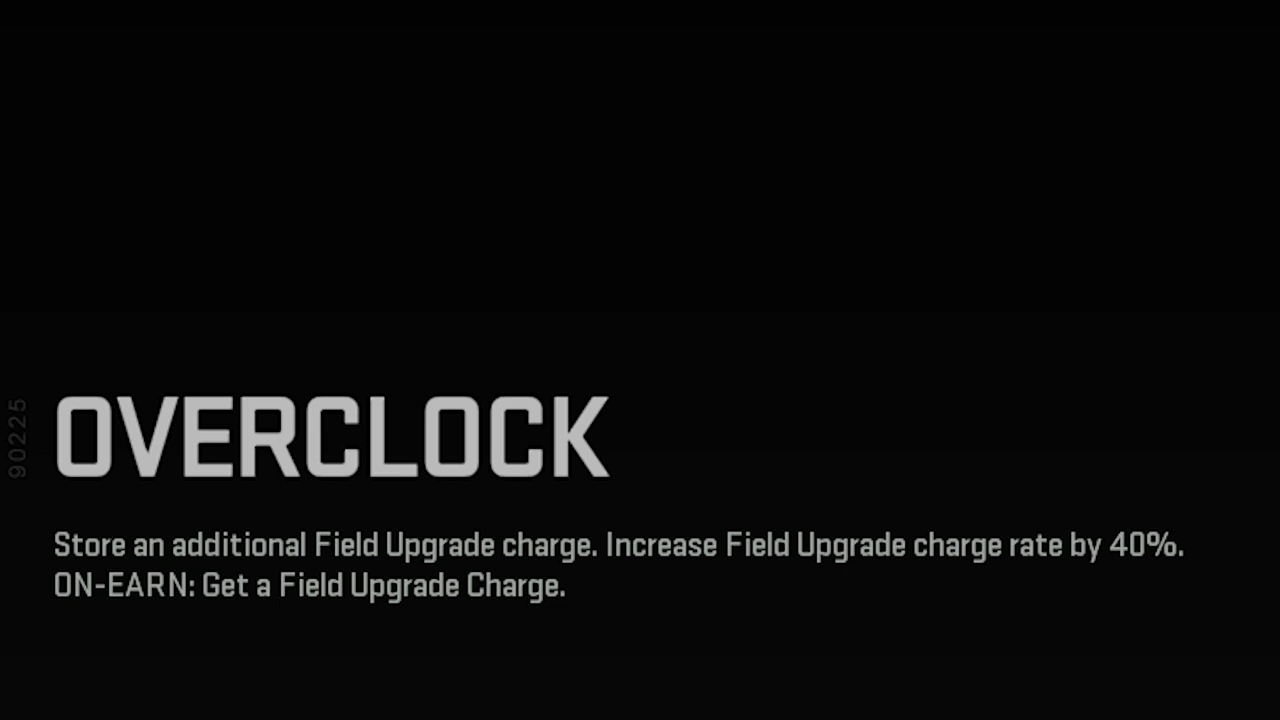 90225
OVERCLOCK
Store an additional Field Upgrade charge. Increase Field Upgrade charge rate by 40%.
ON-EARN: Get a Field Upgrade Charge.